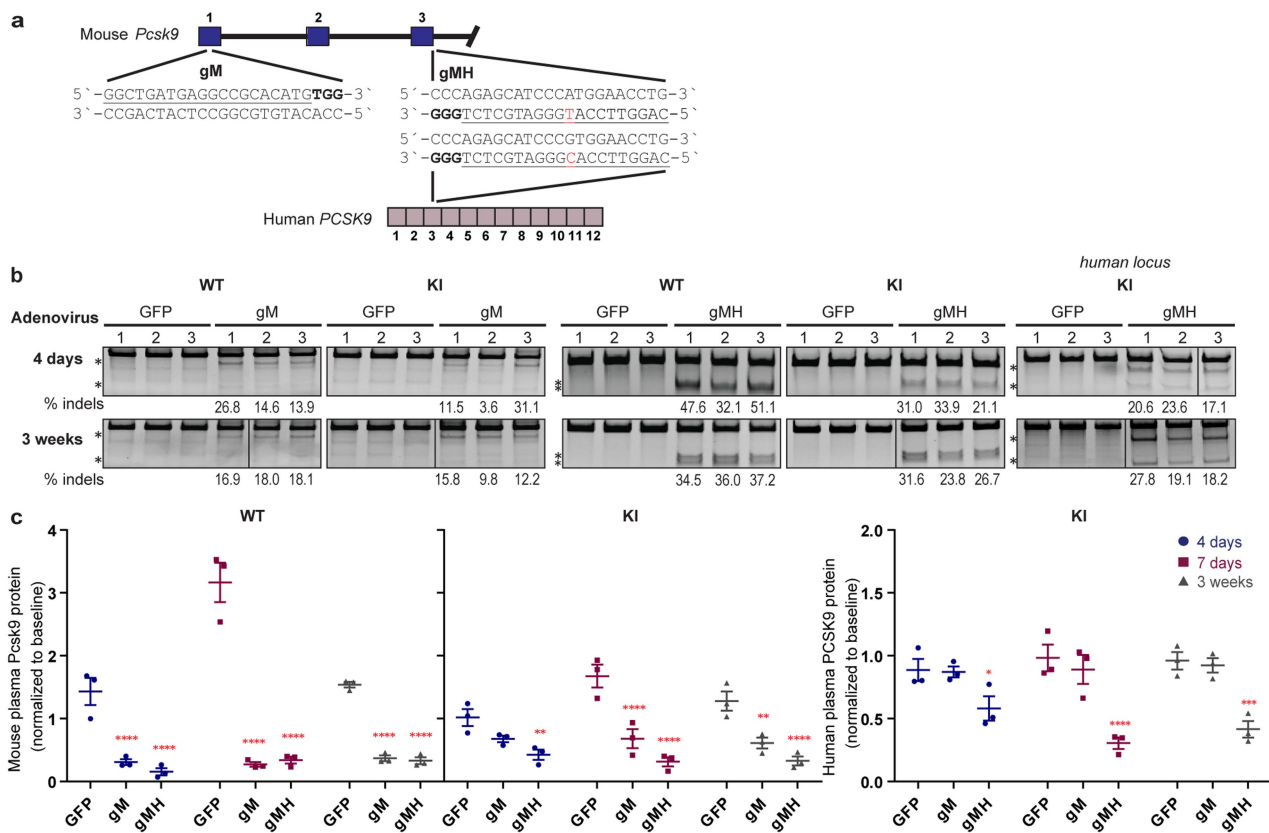 a
1 2 3
Mouse Pcsk9
gM
5`-GGCTGATGAGGCCGCACATGTGG-3`
3`-CCGACTACTCCGGCGTGTACACC-5`
gMH
5´-CCCAGAGCATCCCATGGAACCTG-3`
3`-GGGTCTCGTAGGGTACCTTGGAC-5`
5´-CCCAGAGCATCCCGTGGAACCTG-3`
3`-GGGTCTCGTAGGGCACCTTGGAC-5`
Human PCSK9
1 2 3 4 5 6 7 8 9 10 11 12
b
human locus
WT KI WT KI KI
Adenovirus GFP gM GFP gM GFP gMH GFP gMH GFP gMH
1 2 3 1 2 3 1 2 3 1 2 3 1 2 3 1 2 3 1 2 3 1 2 3 1 2 3 1 2 3
4 days * * ** * *
% indels 26.8 14.6 13.9 11.5 3.6 31.1 47.6 32.1 51.1 31.0 33.9 21.1 20.6 23.6 17.1
3 weeks * * ** * *
% indels 16.9 18.0 18.1 15.8 9.8 12.2 34.5 36.0 37.2 31.6 23.8 26.7 27.8 19.1 18.2
c
WT KI
Mouse plasma Pcsk9 protein
(normalized to baseline)
4
3
2
1
0
**** **** **** **** **** ****
** **** **** ** ****
GFP gM gMH GFP gM gMH GFP gM gMH
GFP gM gMH GFP gM gMH GFP gM gMH
KI
Human plasma PCSK9 protein
(normalized to baseline)
2.0
1.5
1.0
0.5
0.0
4 days
7 days
3 weeks
* **** ***
GFP gM gMH GFP gM gMH GFP gM gMH